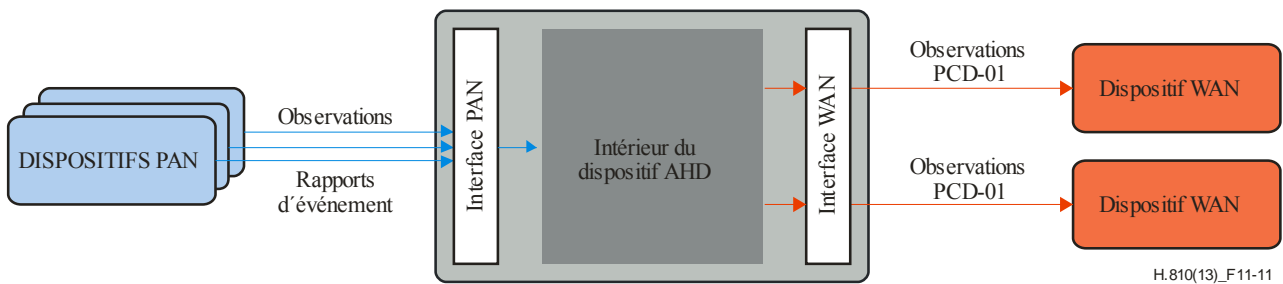 DISPOSITIFS PAN
Observations
Rapports
d´événement
Interface PAN
Intérieur du
dispositif AHD
Interface WAN
Observations
PCD-01
Dispositif WAN
Observations
PCD-01
Dispositif WAN
H.810(13)_F11-11